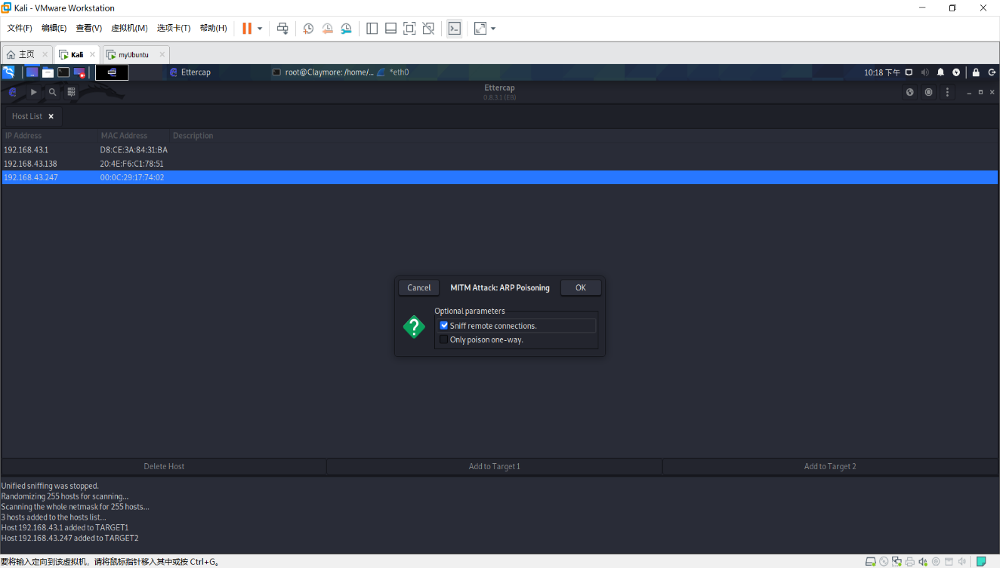 Kali - VMware Workstation
文件(F) 编辑(E) 查看(V) 虚拟机(M) 选项卡(T) 帮助(H)
主页 Kali myUbuntu
Ettercap root@Claymore: /home/... *eth0 10:18 下午
Ettercap
0.8.3.1 (EB)
Host List
IP Address MAC Address Description
192.168.43.1 D8:CE:3A:84:31:BA
192.168.43.138 20:4E:F6:C1:78:51
192.168.43.247 00:0C:29:17:74:02
Cancel MITM Attack: ARP Poisoning OK
Optional parameters
Sniff remote connections.
Only poison one-way.
Delete Host Add to Target 1 Add to Target 2
Unified sniffing was stopped.
Randomizing 255 hosts for scanning...
Scanning the whole netmask for 255 hosts...
3 hosts added to the hosts list...
Host 192.168.43.1 added to TARGET1
Host 192.168.43.247 added to TARGET2
要将输入定向到该虚拟机，请将鼠标指针移入其中或按 Ctrl+G。